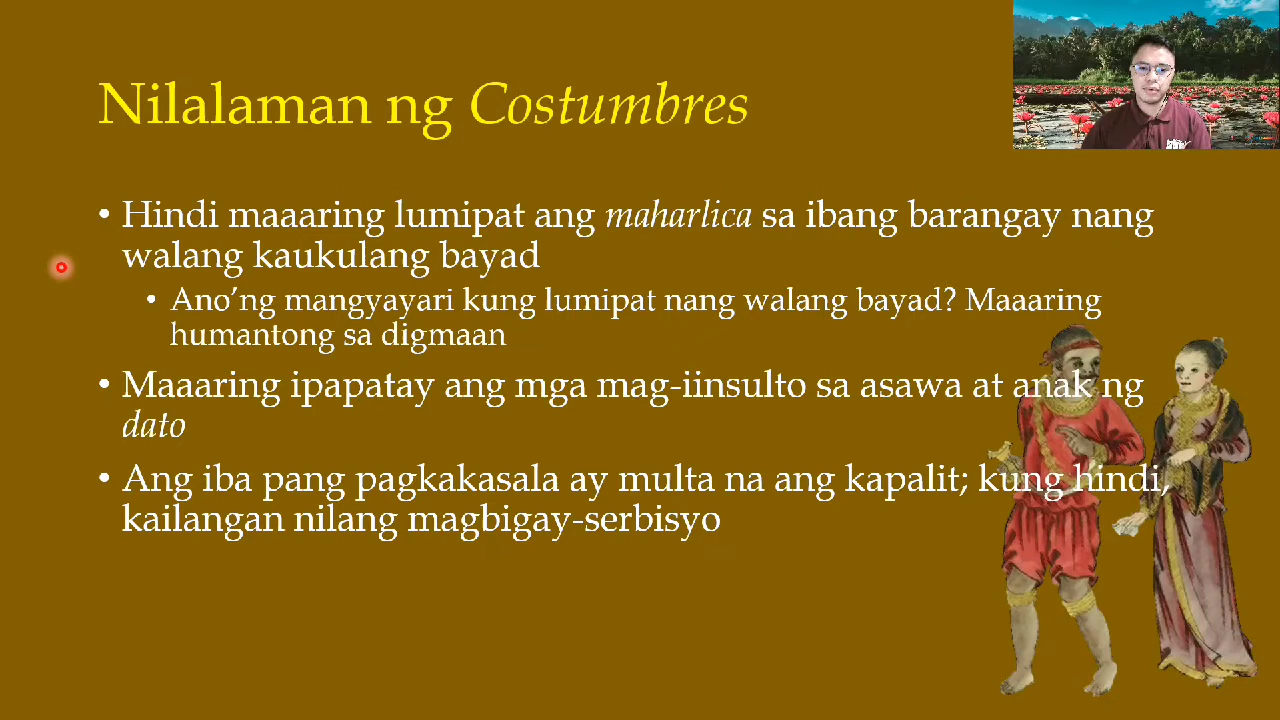 Nilalaman ng Costumbres
• Hindi maaaring lumipat ang maharlica sa ibang barangay nang
walang kaukulang bayad
• Ano’ng mangyayari kung lumipat nang walang bayad? Maaaring
humantong sa digmaan
• Maaaring ipapatay ang mga mag-iinsulto sa asawa at anak ng
dato
• Ang iba pang pagkakasala ay multa na ang kapalit; kung hindi,
kailangan nilang magbigay-serbisyo